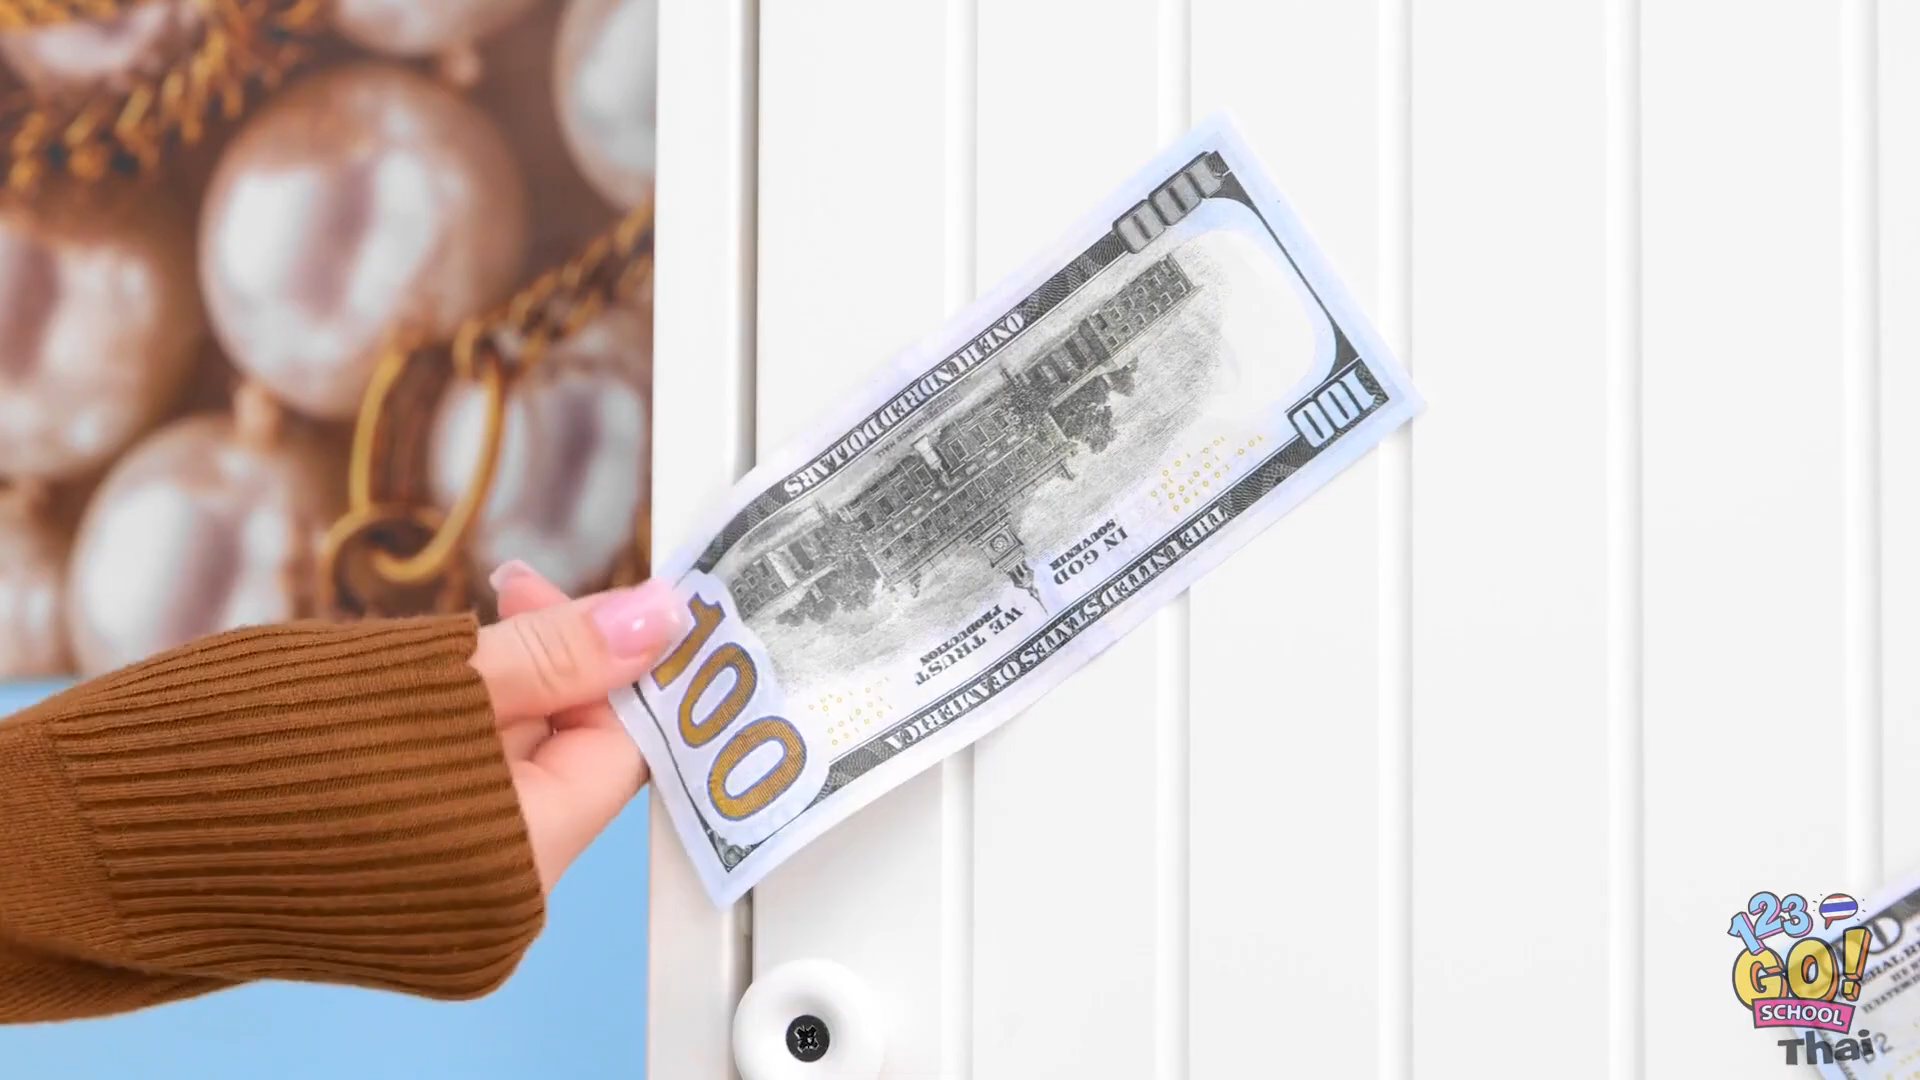 100
ONE HUNDRED DOLLARS
100
IN GOD
SOUVENIR
WE TRUST
PRODUCTION
THE UNITED STATES OF AMERICA
100
123
GO!
SCHOOL
Thai